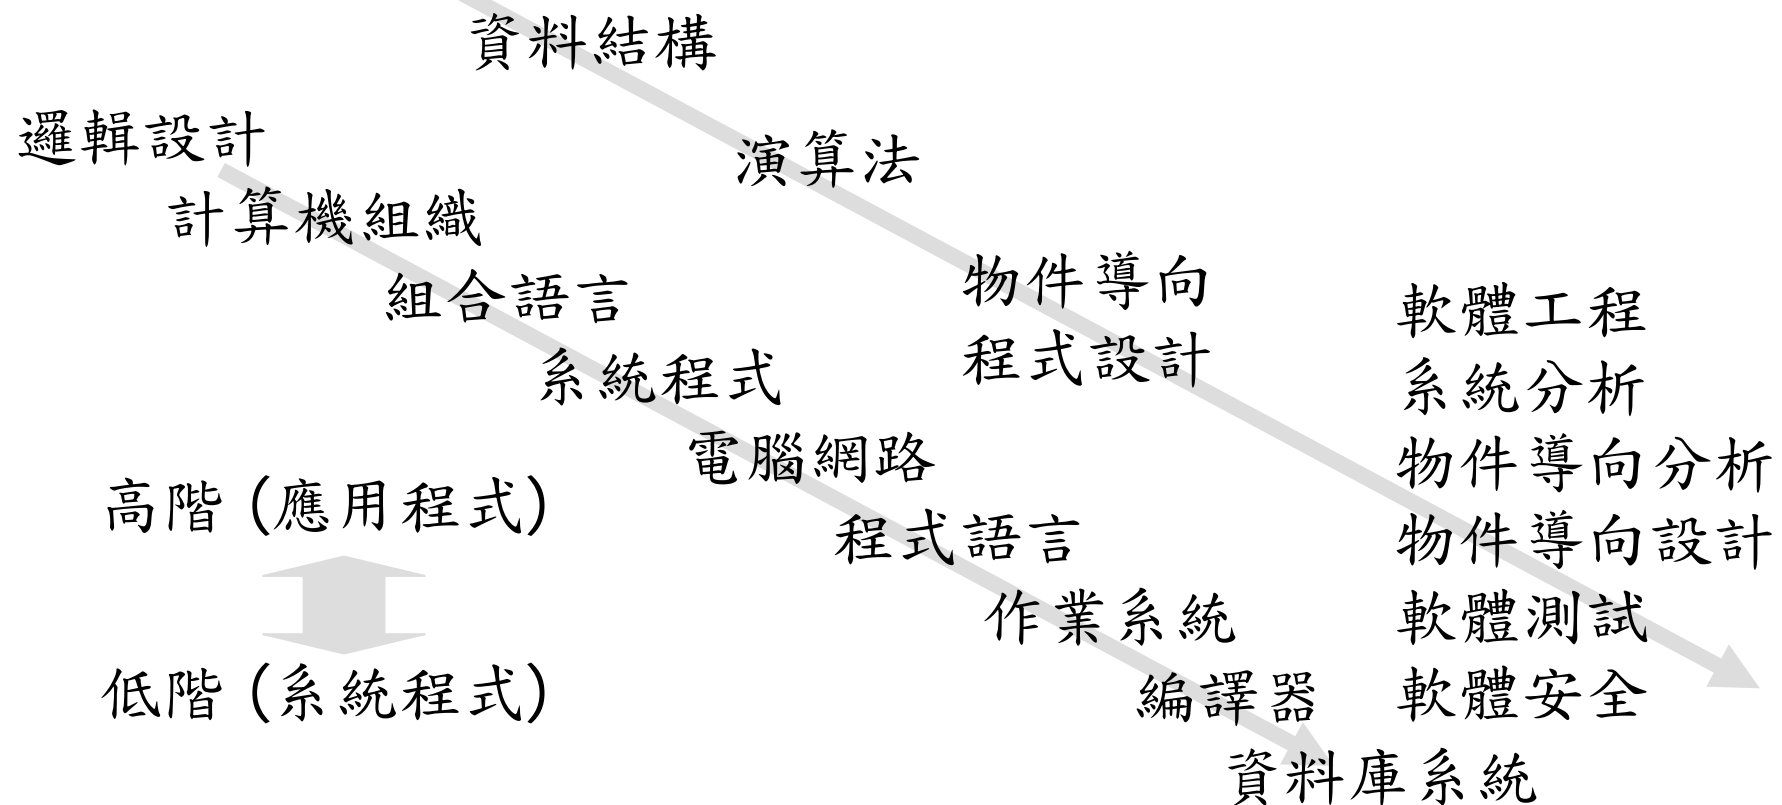 資料結構
邏輯設計
演算法
計算機組織
組合語言
物件導向
程式設計
系統程式
軟體工程
系統分析
物件導向分析
物件導向設計
軟體測試
軟體安全
電腦網路
程式語言
作業系統
編譯器
資料庫系統
高階 (應用程式)
低階 (系統程式)